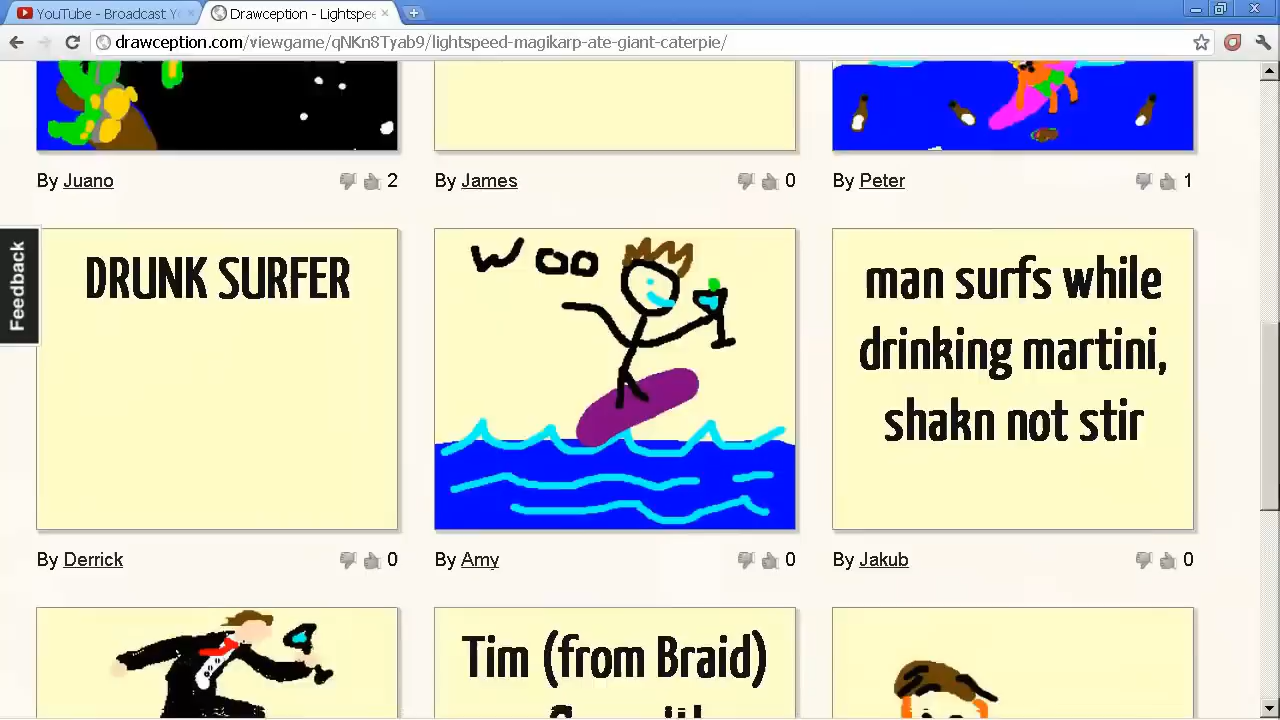 YouTube - Broadcast Y
Drawception - Lightspee
drawception.com/viewgame/qNKn8Tyab9/lightspeed-magikarp-ate-giant-caterpie/
By Juano
2
By James
0
By Peter
1
Feedback
DRUNK SURFER
WOO
man surfs while
drinking martini,
shakn not stir
By Derrick
0
By Amy
0
By Jakub
0
Tim (from Braid)